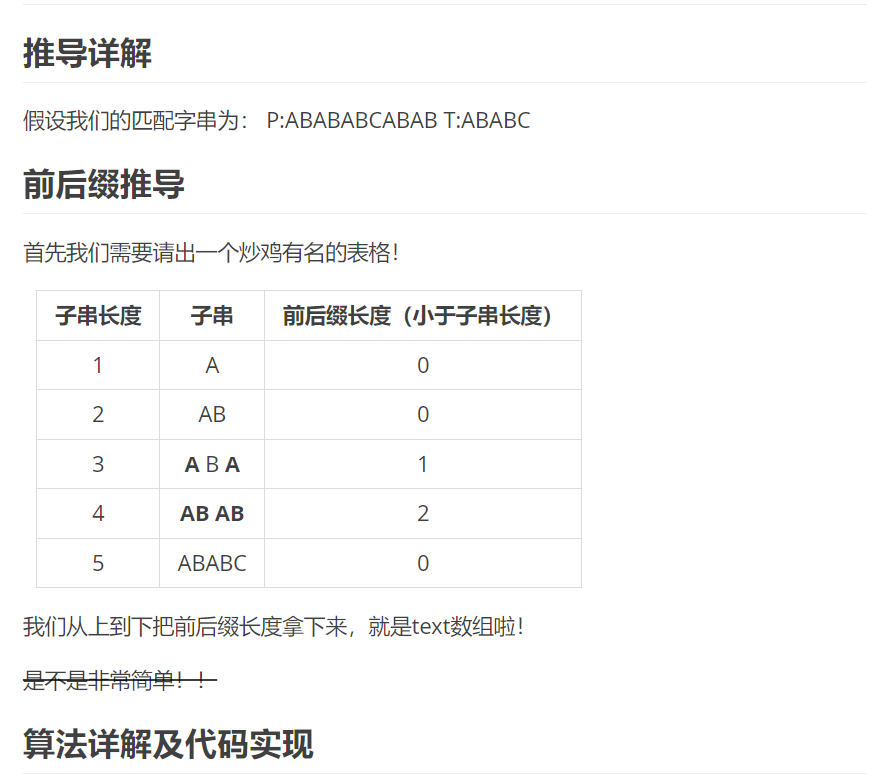 推导详解
假设我们的匹配字串为： P:ABABABCABAB T:ABABC
前后缀推导
首先我们需要请出一个炒鸡有名的表格！
子串长度 子串 前后缀长度（小于子串长度）
1 A 0
2 AB 0
3 A B A 1
4 AB AB 2
5 ABABC 0
我们从上到下把前后缀长度拿下来，就是text数组啦！
是不是非常简单！！
算法详解及代码实现